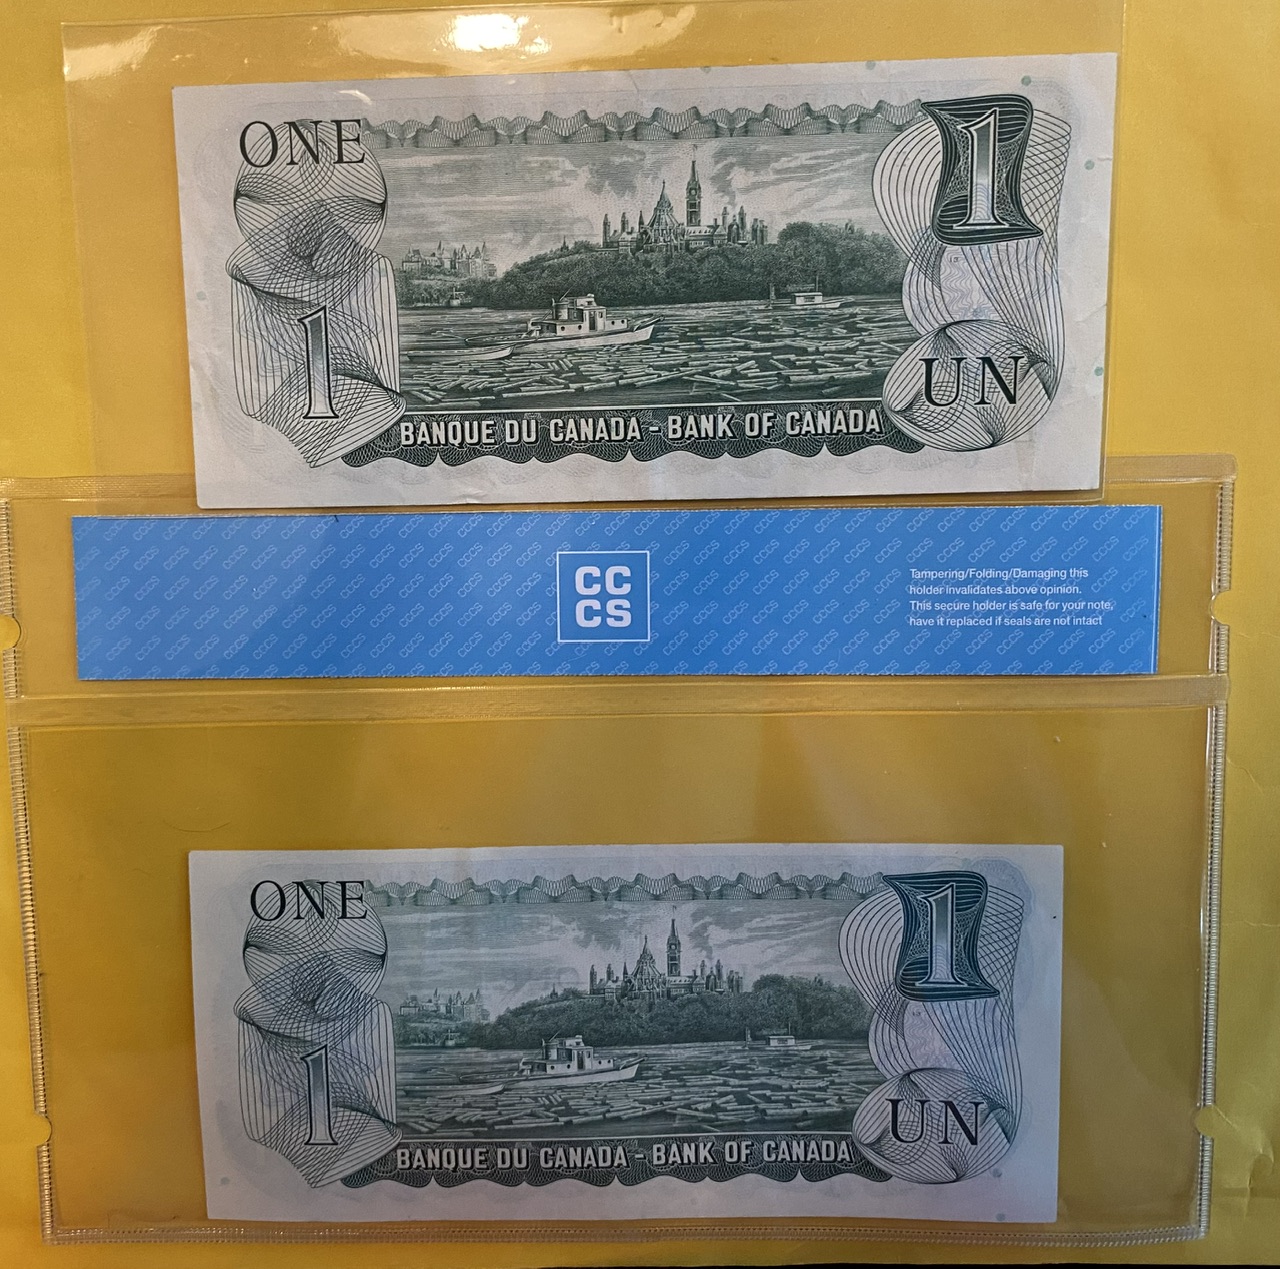 ONE
1
1
UN
BANQUE DU CANADA - BANK OF CANADA
CC
CS
Tampering/Folding/Damaging this
holder invalidates above opinion.
This secure holder is safe for your note,
have it replaced if seals are not intact
ONE
1
1
UN
BANQUE DU CANADA - BANK OF CANADA